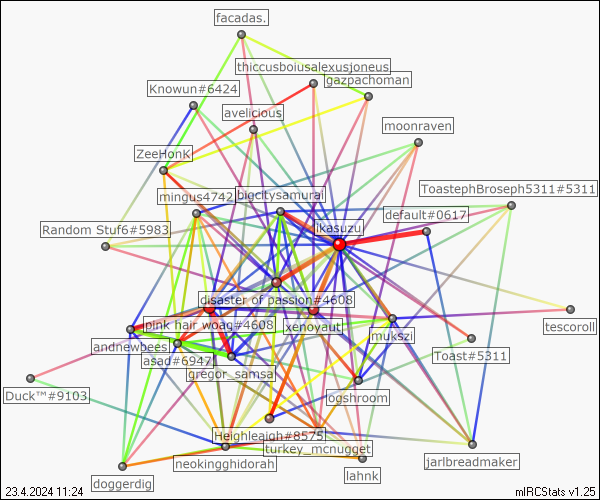 facadas.
thiccusboiusalexusjoneus
gazpachoman
Knowun#6424
avelicious
moonraven
ZeeHonK
ToastephBroseph5311#5311
mingus4742
bigcitysamurai
default#0617
ikasuzu
Random Stuf6#5983
disaster of passion#4608
pink hair woag#4608
xenoyaut
tescoroll
mukszi
andnewbees
asad#6947
Toast#5311
gregor_samsa
Duck™#9103
ogshroom
Heighleigh#8575
turkey_mcnugget
neokingghidorah
jarlbreadmaker
lahnk
doggerdig
23.4.2024 11:24
mIRCStats v1.25